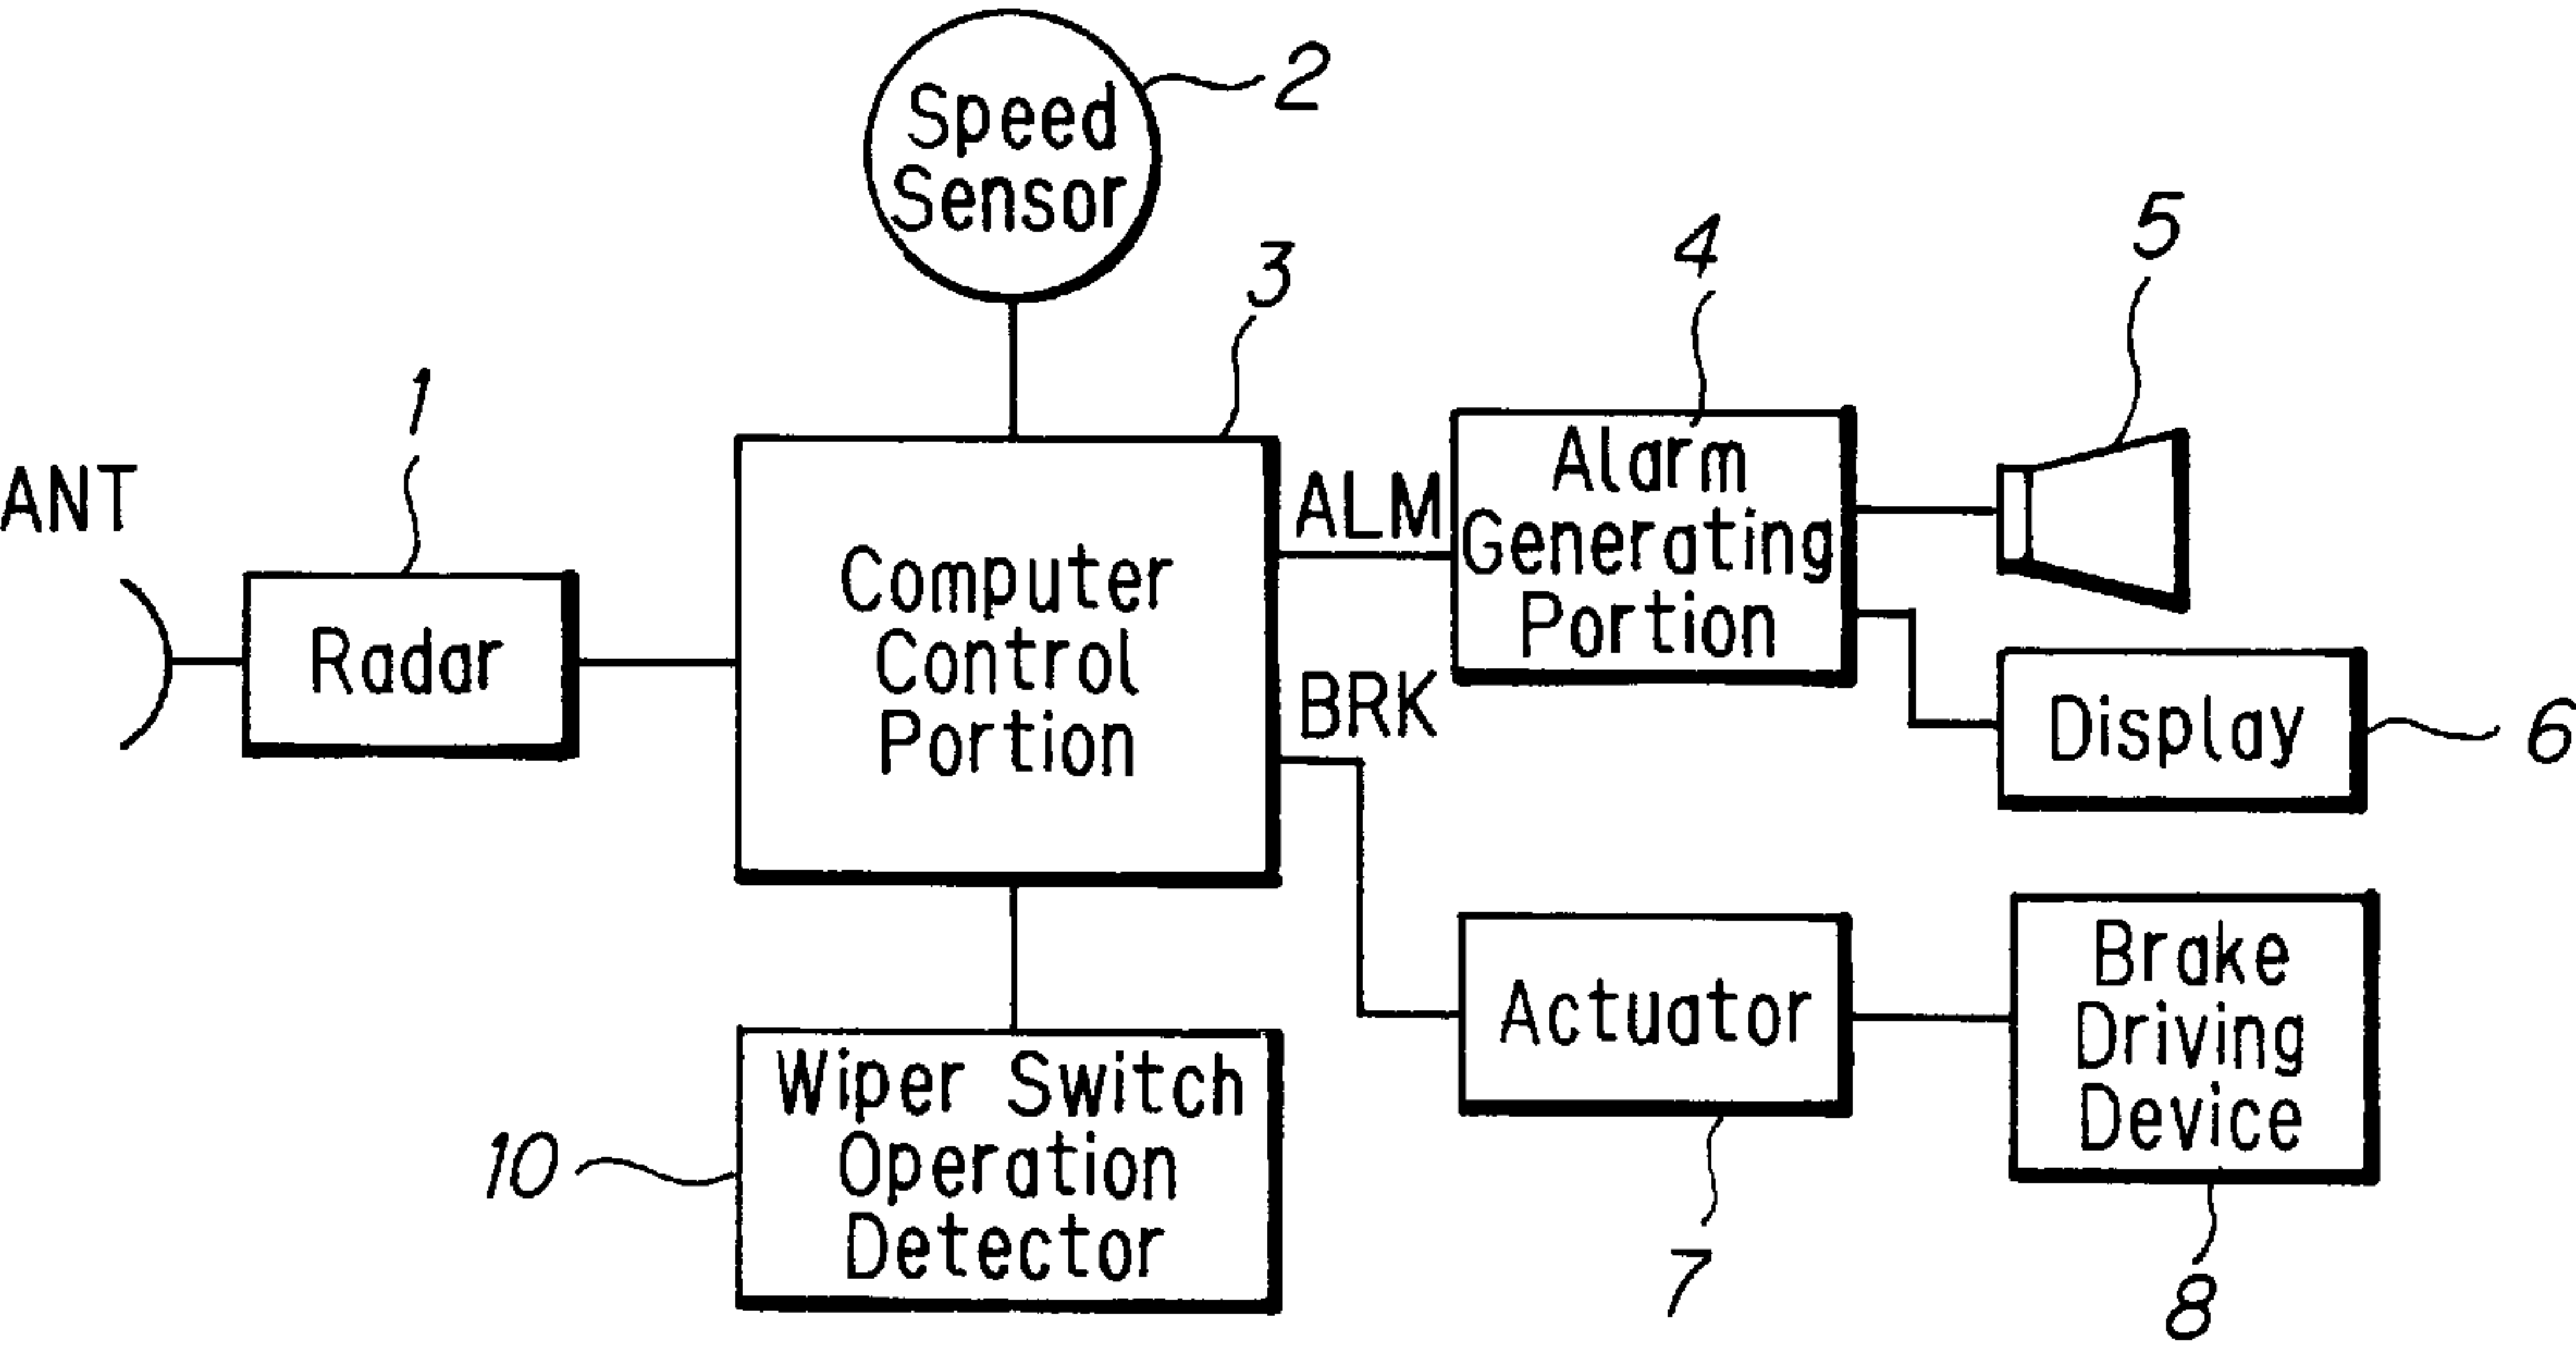 Speed
Sensor
2
3
4
5
1
ANT
Radar
Computer
Control
Portion
ALM
Alarm
Generating
Portion
BRK
Display
6
Actuator
7
Brake
Driving
Device
8
Wiper Switch
Operation
Detector
10